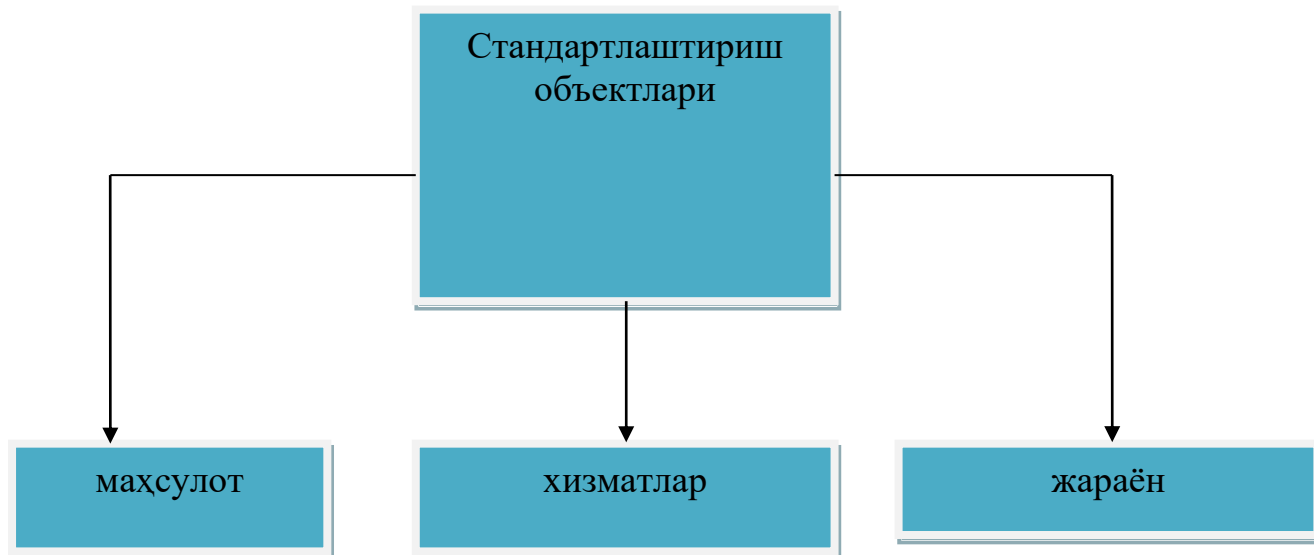 Стандартлаштириш
объектлари
маҳсулот
хизматлар
жараён